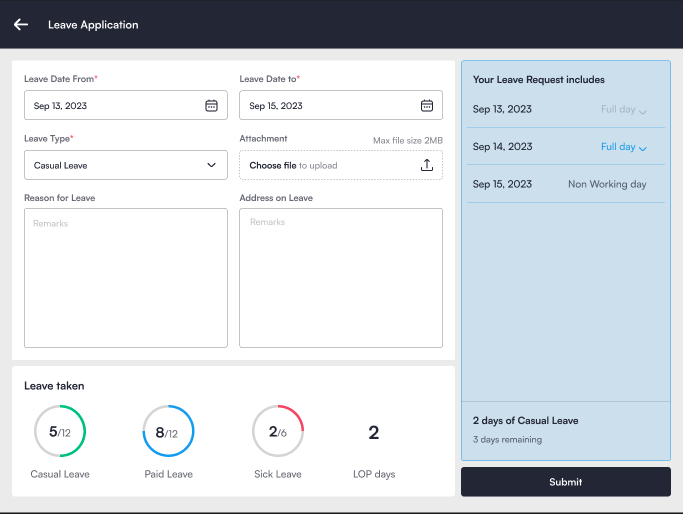 Leave Application
Leave Date From*
Sep 13, 2023
Leave Date to*
Sep 15, 2023
Leave Type*
Casual Leave
Attachment
Max file size 2MB
Choose file to upload
Reason for Leave
Remarks
Address on Leave
Remarks
Leave taken
5/12
Casual Leave
8/12
Paid Leave
2/6
Sick Leave
2
LOP days
Your Leave Request includes
Sep 13, 2023 Full day
Sep 14, 2023 Full day
Sep 15, 2023 Non Working day
2 days of Casual Leave
3 days remaining
Submit